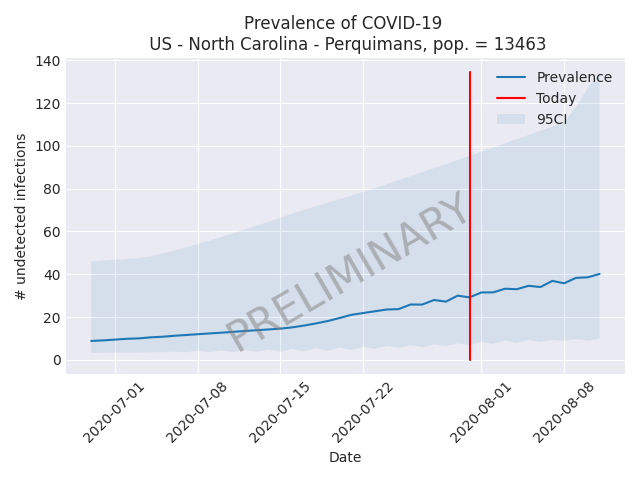 Prevalence of COVID-19
US - North Carolina - Perquimans, pop. = 13463
140
120
100
80
60
40
20
0
# undetected infections
Prevalence
Today
95CI
PRELIMINARY
2020-07-01
2020-07-08
2020-07-15
2020-07-22
2020-08-01
2020-08-08
Date